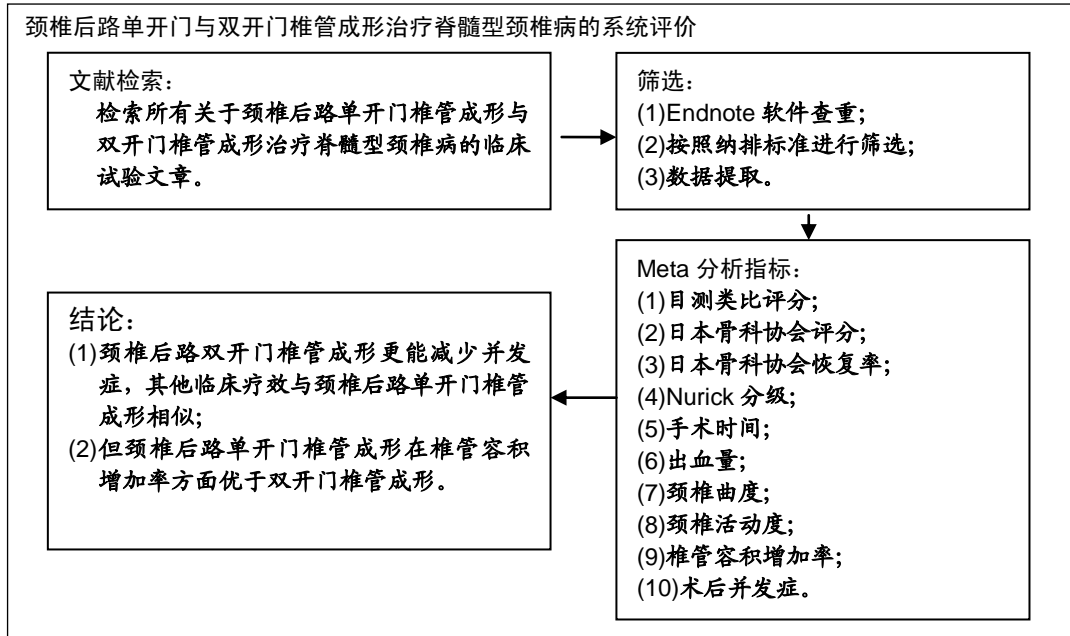 颈椎后路单开门与双开门椎管成形治疗脊髓型颈椎病的系统评价
文献检索：
检索所有关于颈椎后路单开门椎管成形与
双开门椎管成形治疗脊髓型颈椎病的临床
试验文章。
筛选：
(1)Endnote 软件查重；
(2)按照纳排标准进行筛选；
(3)数据提取。
Meta 分析指标：
(1)目测类比评分；
(2)日本骨科协会评分；
(3)日本骨科协会恢复率；
(4)Nurick 分级；
(5)手术时间；
(6)出血量；
(7)颈椎曲度；
(8)颈椎活动度；
(9)椎管容积增加率；
(10)术后并发症。
结论：
(1)颈椎后路双开门椎管成形更能减少并发
症，其他临床疗效与颈椎后路单开门椎管
成形相似；
(2)但颈椎后路单开门椎管成形在椎管容积
增加率方面优于双开门椎管成形。